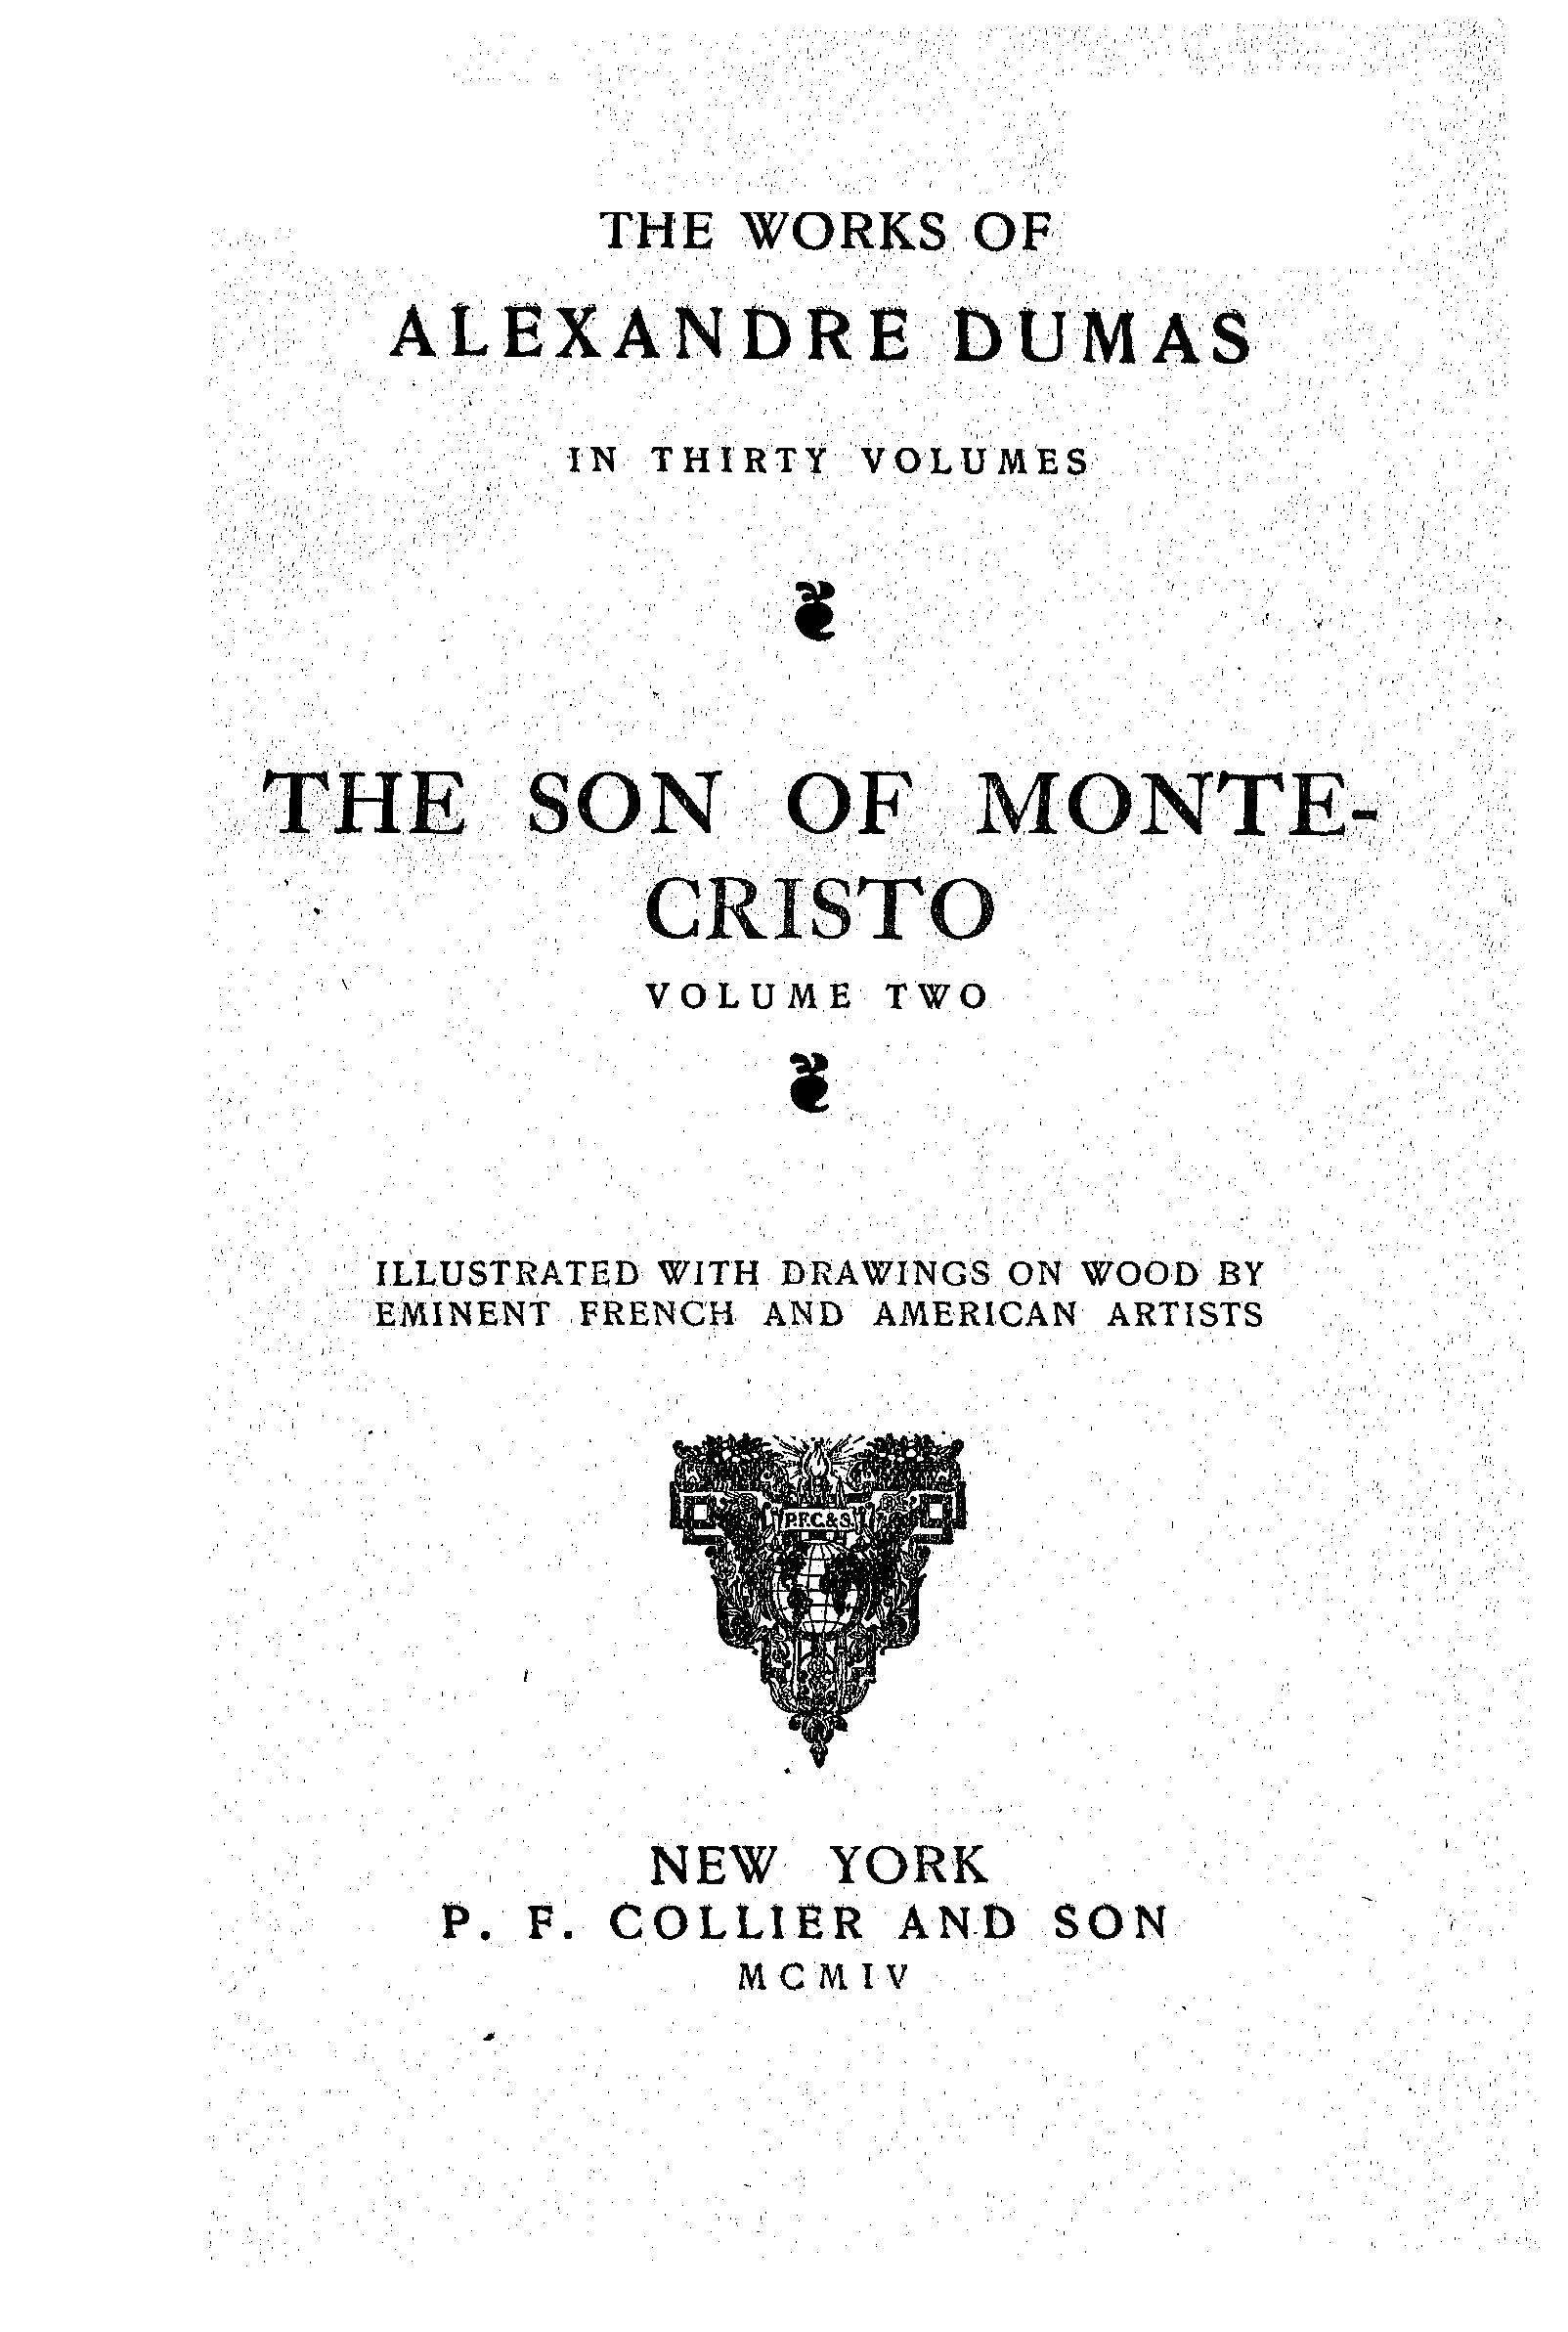 THE WORKS OF
ALEXANDRE DUMAS
IN THIRTY VOLUMES
THE SON OF MONTE-
CRISTO
VOLUME TWO
ILLUSTRATED WITH DRAWINGS ON WOOD BY
EMINENT FRENCH AND AMERICAN ARTISTS
P.F.C.&S.
NEW YORK
P. F. COLLIER AND SON
MCMIV